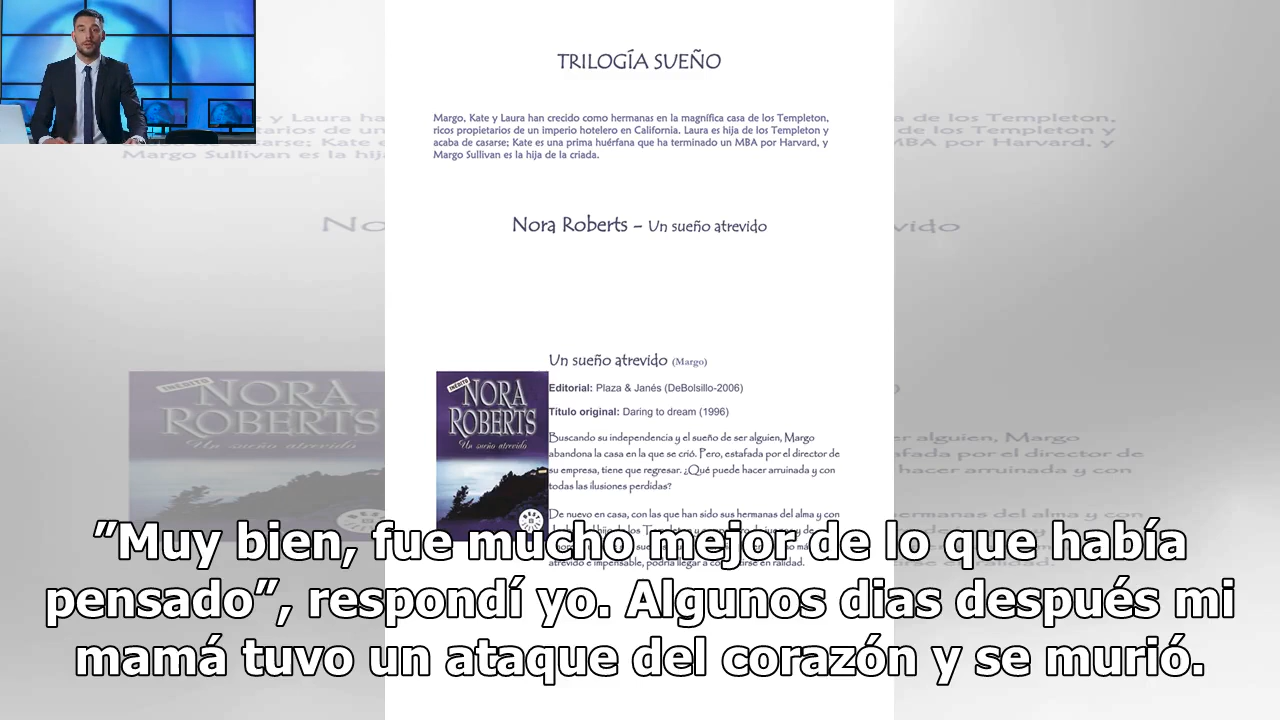 TRILOGÍA SUEÑO
Margo, Kate y Laura han crecido como hermanas en la magnífica casa de los Templeton,
ricos propietarios de un imperio hotelero en California. Laura es hija de los Templeton y
acaba de casarse; Kate es una prima huérfana que ha terminado un MBA por Harvard, y
Margo Sullivan es la hija de la criada.
Nora Roberts – Un sueño atrevido
Un sueño atrevido (Margo)
Editorial: Plaza & Janés (DeBolsillo-2006)
Título original: Daring to dream (1996)
INÉDITO
NORA
ROBERTS
Un sueño atrevido
Buscando su independencia y el sueño de ser alguien, Margo
abandona la casa en la que se crió. Pero, estafada por el director de
su empresa, tiene que regresar. ¿Qué puede hacer arruinada y con
todas las ilusiones perdidas?
De nuevo en casa, con las que han sido sus hermanas del alma y con
atrevido e impensable, podría llegar a
”Muy bien, fue mucho mejor de lo que había
pensado”, respondí yo. Algunos dias después mi
mamá tuvo un ataque del corazón y se murió.